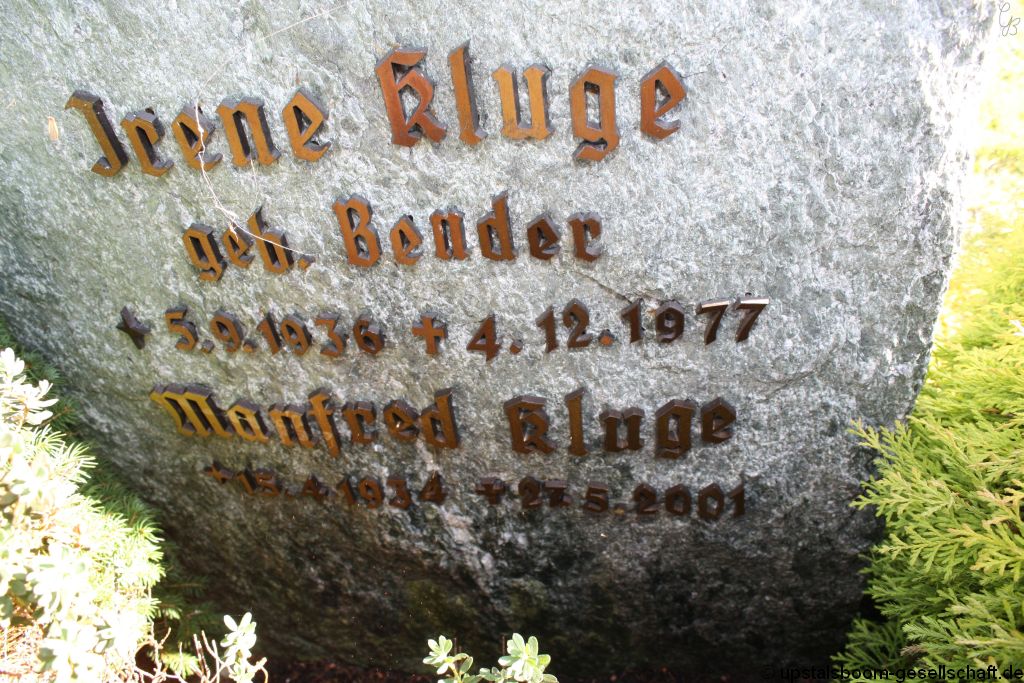 Irene Kluge
geb. Bender
* 5.9.1936 † 4.12.1977
Manfred Kluge
* 15.4.1934 † 27.5.2001
© upstalsboom-gesellschaft.de